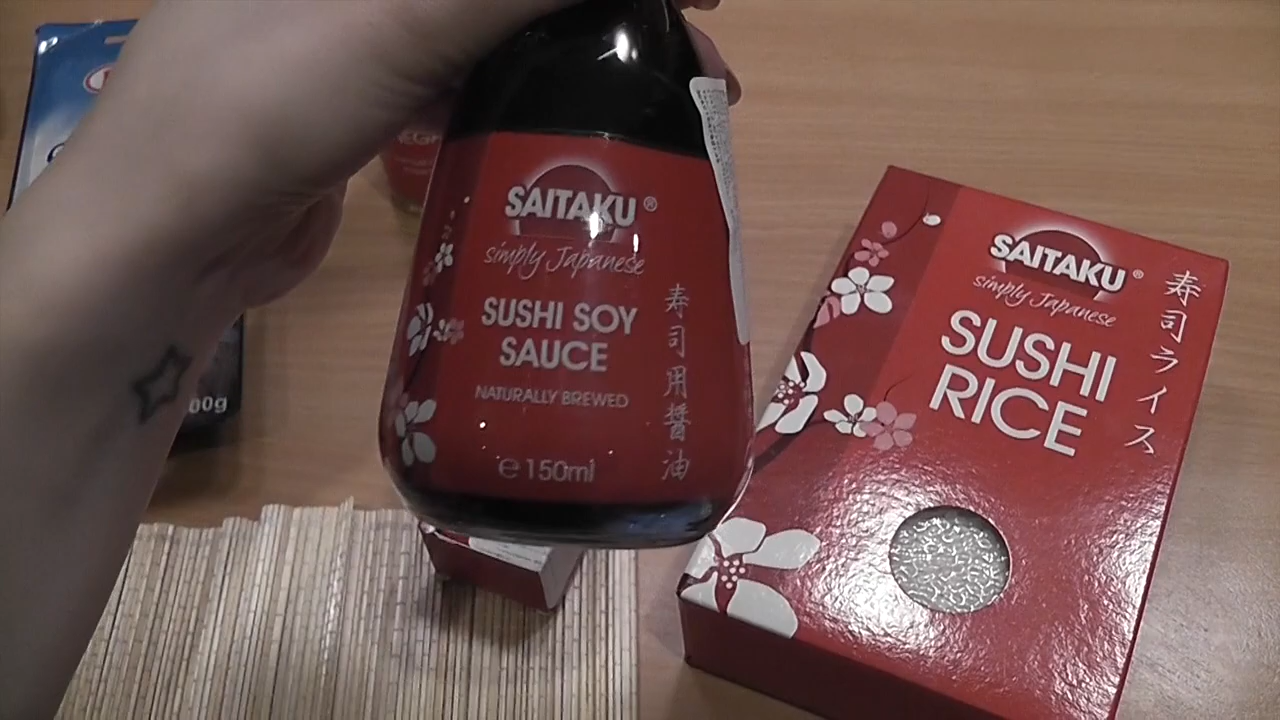 SAITAKU®
simply Japanese
SUSHI SOY
SAUCE
NATURALLY BREWED
℮150ml
寿司用醤油
SAITAKU®
simply Japanese
SUSHI
RICE
寿司ライス
00g